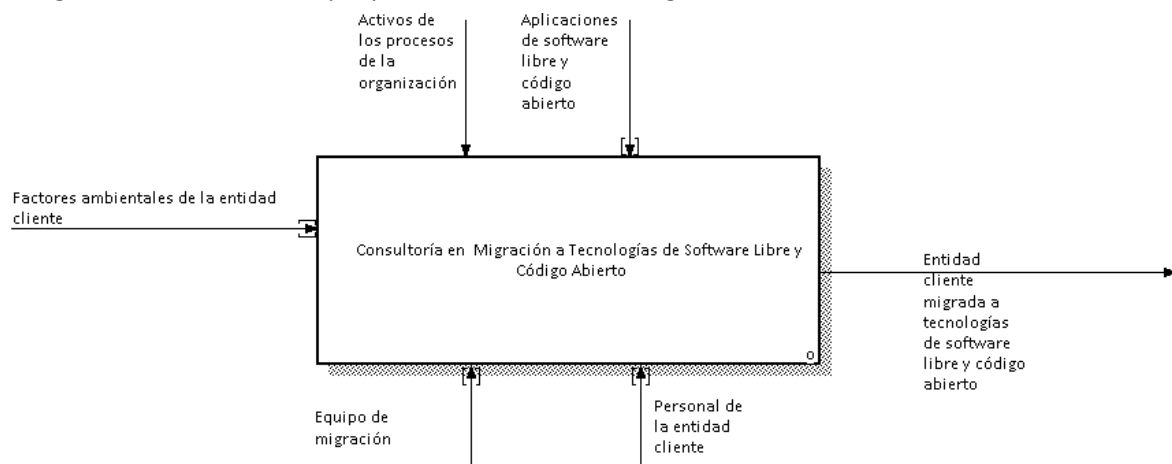 Activos de
los procesos
de la
organización
Aplicaciones
de software
libre y
código
abierto
Factores ambientales de la entidad
cliente
Consultoría en  Migración a Tecnologías de Software Libre y
Código Abierto
0
Entidad
cliente
migrada a
tecnologías
de software
libre y código
abierto
Equipo de
migración
Personal de
la entidad
cliente